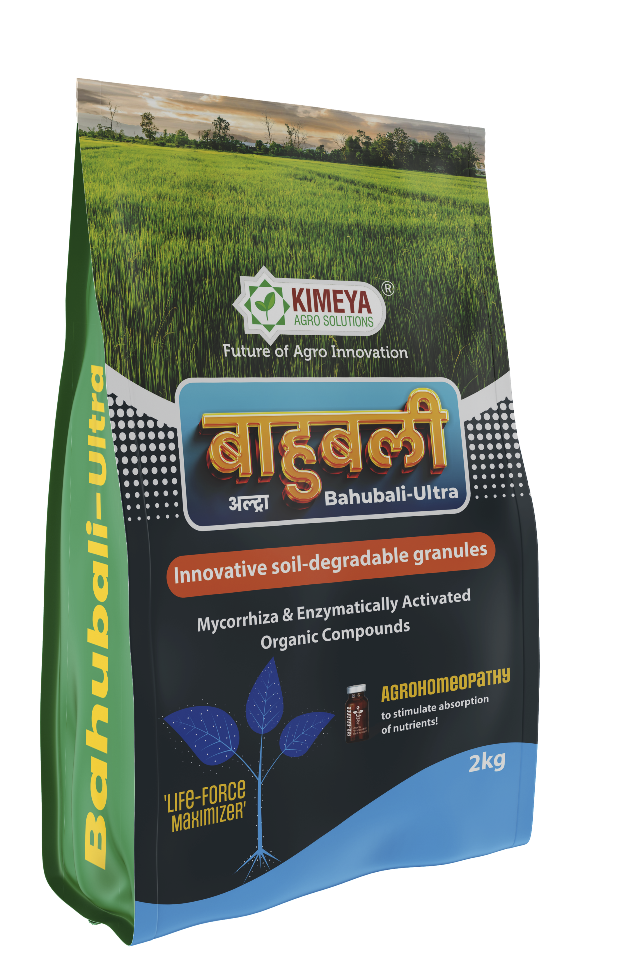 KIMEYA ®
AGRO SOLUTIONS
Future of Agro Innovation
बाहुबली
अल्ट्रा Bahubali-Ultra
Innovative soil-degradable granules
Mycorrhiza & Enzymatically Activated
Organic Compounds
AGROHOMEOPATHY
to stimulate absorption
of nutrients!
'LIFE-FORCE
MAXIMIZER'
2kg
Bahubali-Ultra